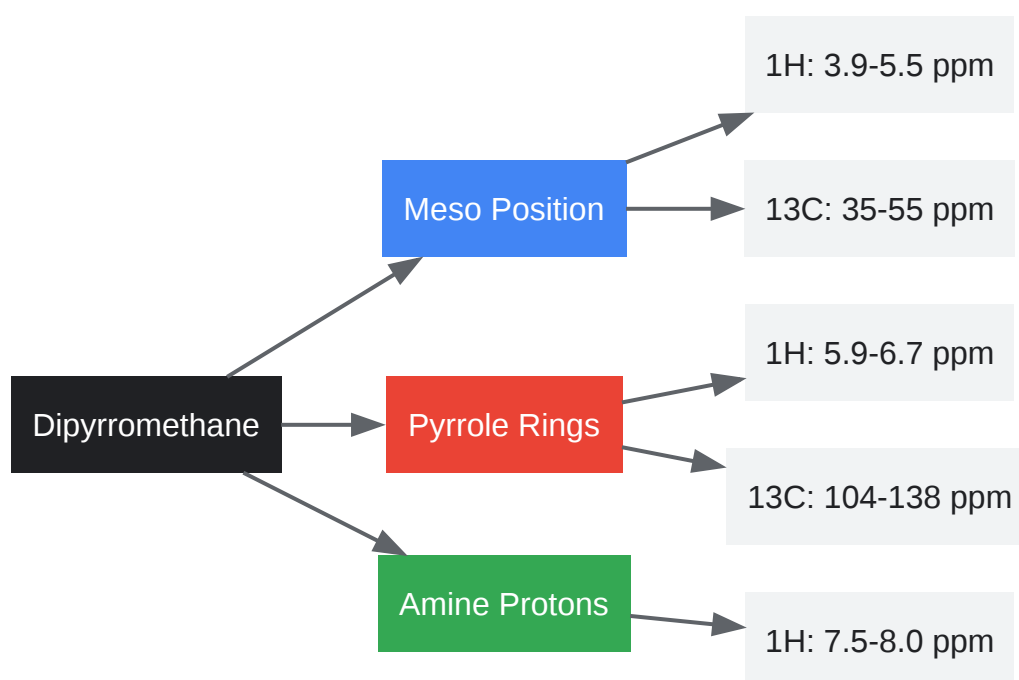 Dipyrromethane
Meso Position
1H: 3.9-5.5 ppm
13C: 35-55 ppm
Pyrrole Rings
1H: 5.9-6.7 ppm
13C: 104-138 ppm
Amine Protons
1H: 7.5-8.0 ppm